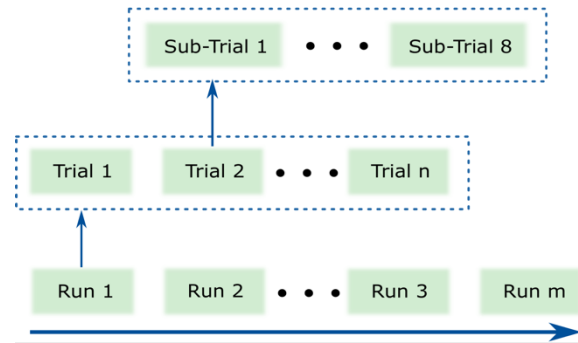 Sub-Trial 1 • • • Sub-Trial 8
Trial 1 Trial 2 • • • Trial n
Run 1 Run 2 • • • Run 3 Run m